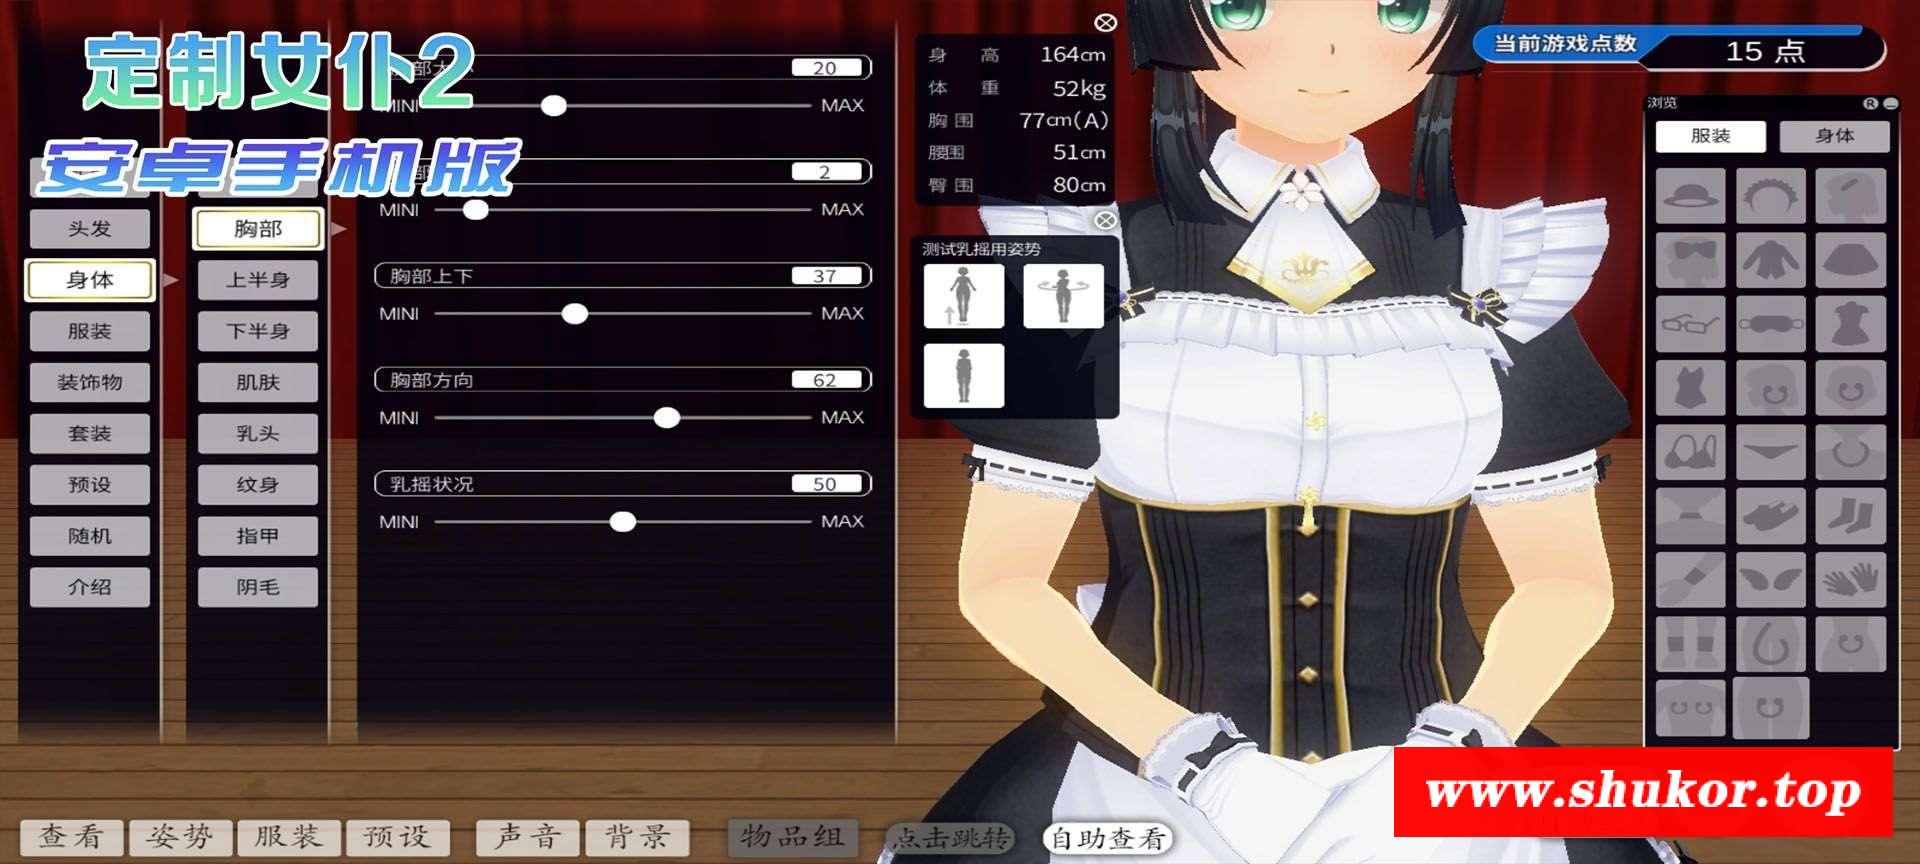 定制女仆2
安卓手机版
头发
身体
服装
装饰物
套装
预设
随机
介绍
胸部
上半身
下半身
肌肤
乳头
纹身
指甲
阴毛
20
MINI MAX
2
MINI MAX
胸部上下 37
MINI MAX
胸部方向 62
MINI MAX
乳摇状况 50
MINI MAX
身高 164cm
体重 52kg
胸围 77cm(A)
腰围 51cm
臀围 80cm
测试乳摇用姿势
当前游戏点数 15 点
浏览 R
服装 身体
www.shukor.top
查看 姿势 服装 预设 声音 背景 物品组 点击跳转 自助查看